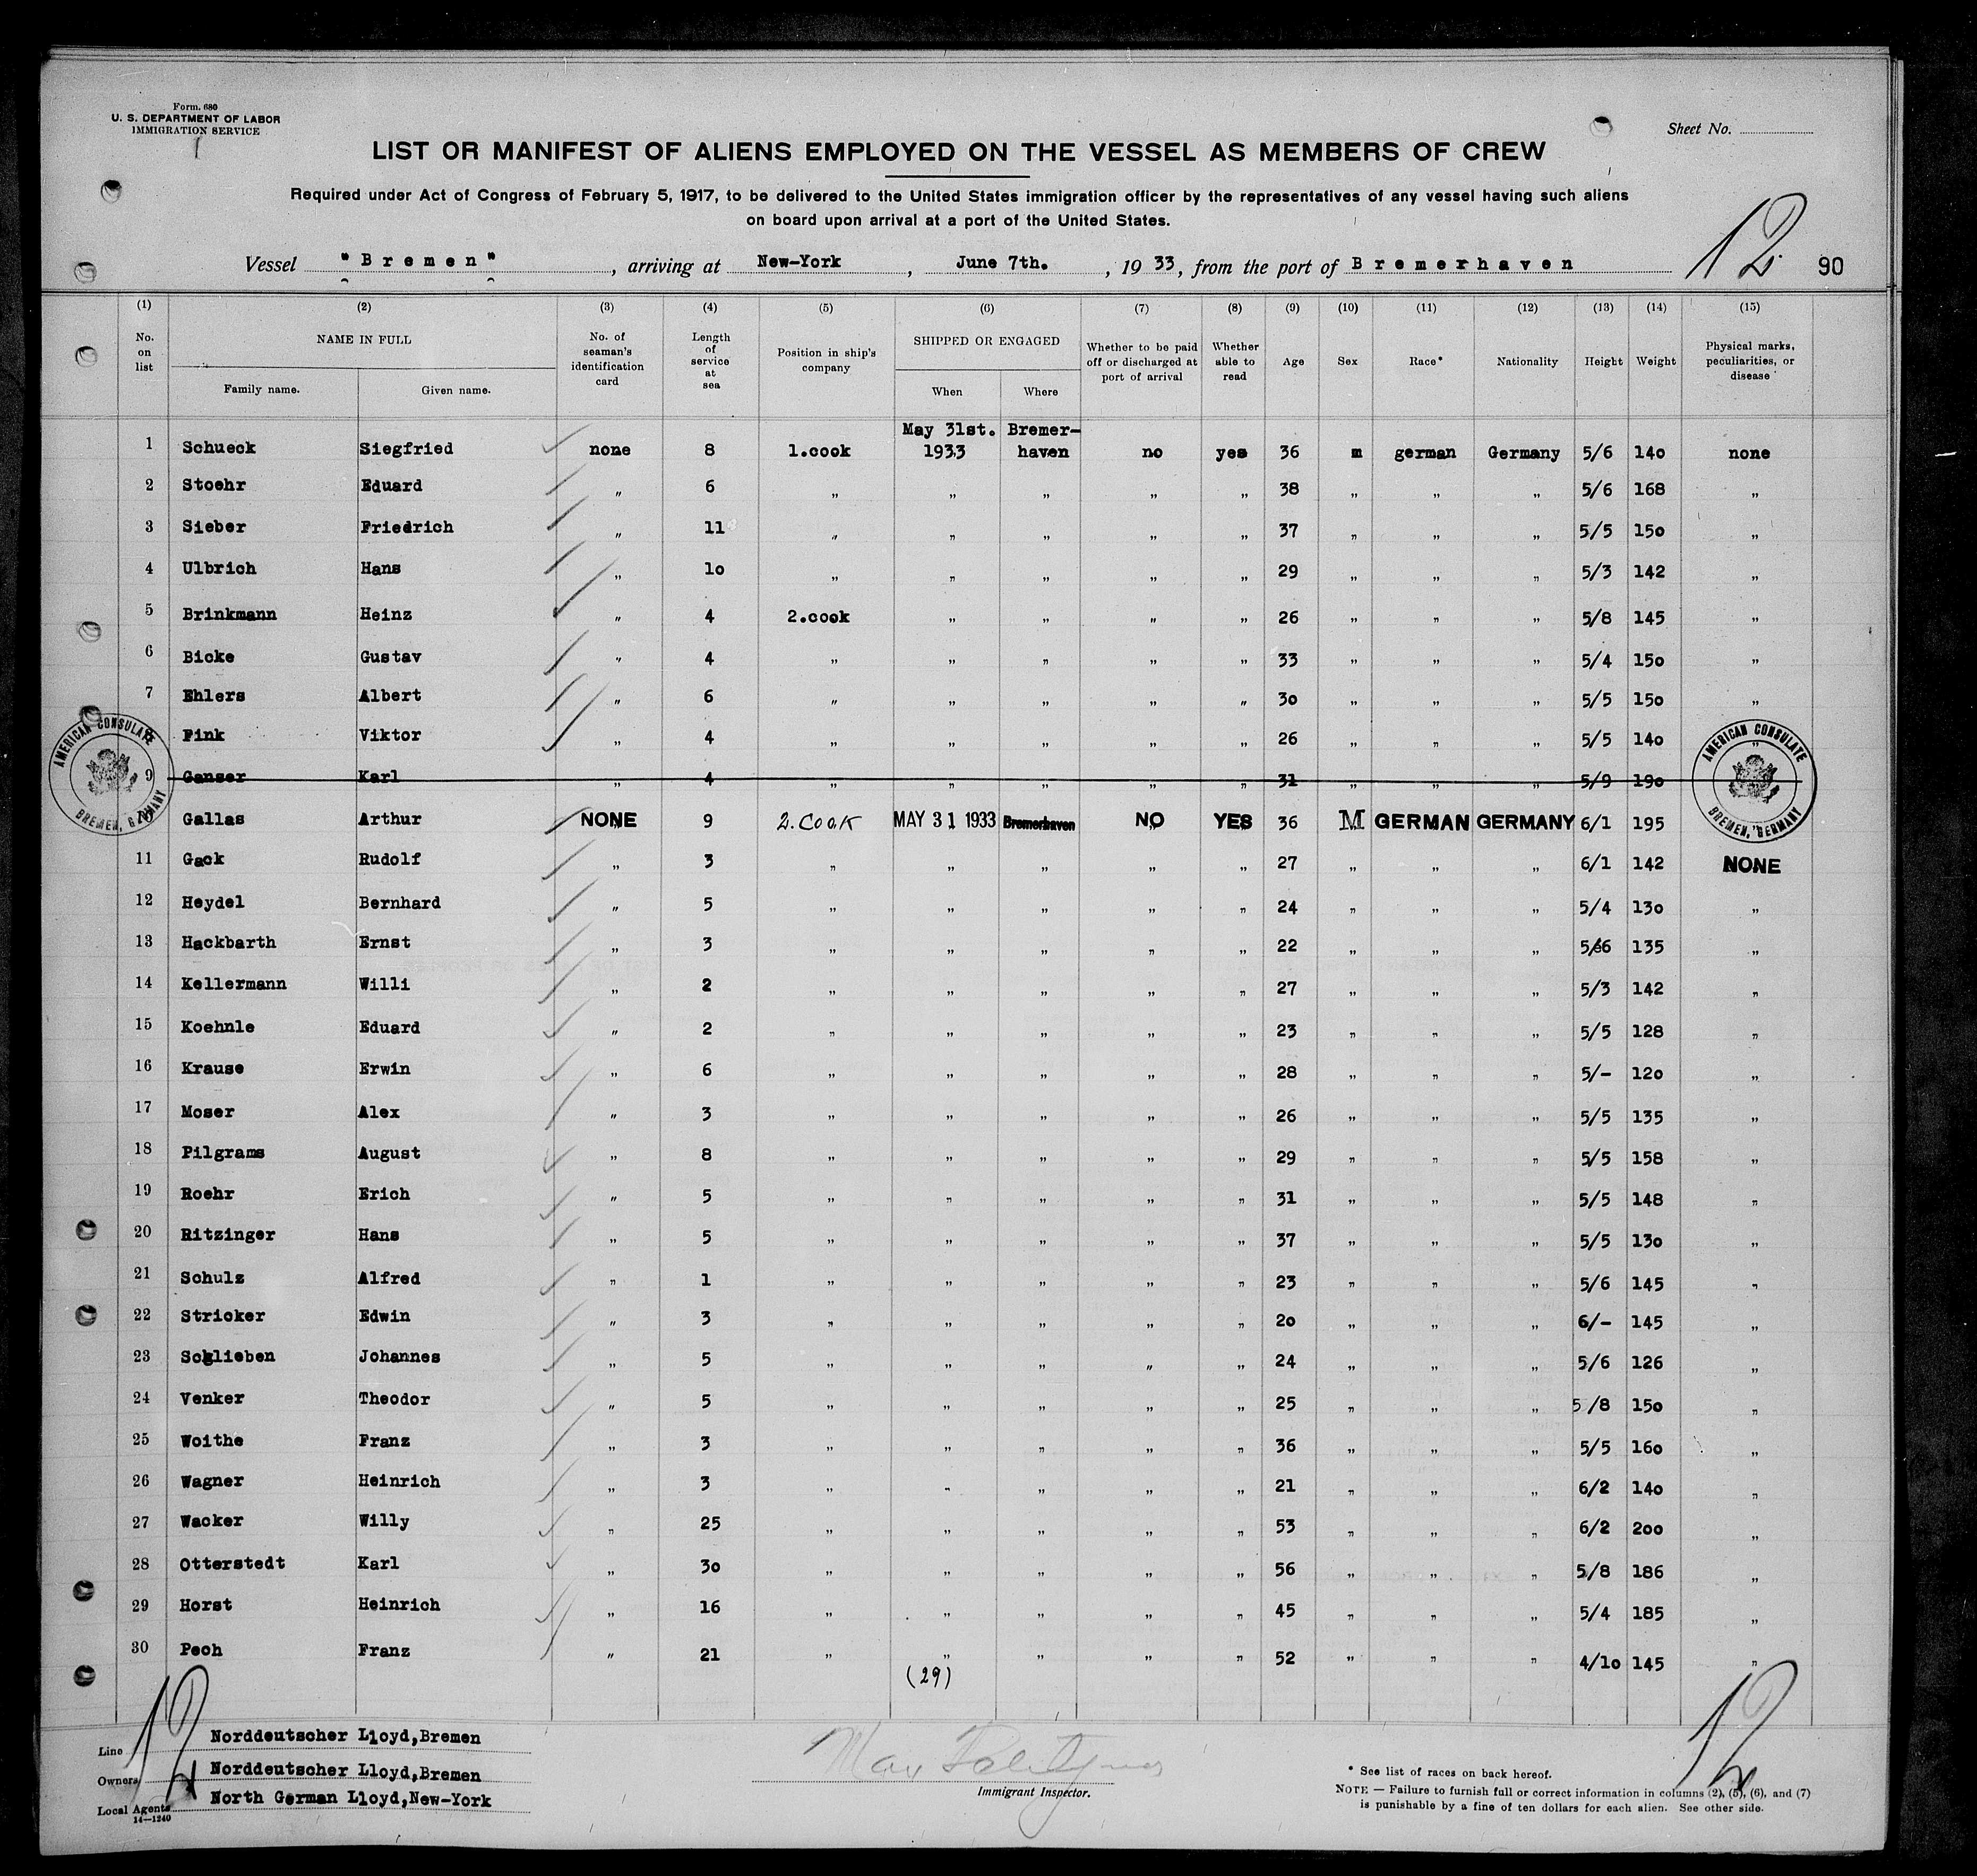 Form. 680
U. S. DEPARTMENT OF LABOR
IMMIGRATION SERVICE
Sheet No.
LIST OR MANIFEST OF ALIENS EMPLOYED ON THE VESSEL AS MEMBERS OF CREW
Required under Act of Congress of February 5, 1917, to be delivered to the United States immigration officer by the representatives of any vessel having such aliens
on board upon arrival at a port of the United States.
Vessel "Bremen", arriving at New-York, June 7th., 1933, from the port of Bremerhaven 12. 90
(1) (2) (3) (4) (5) (6) (7) (8) (9) (10) (11) (12) (13) (14) (15)
No. on list NAME IN FULL Family name. Given name. No. of seaman's identification card Length of service at sea Position in ship's company SHIPPED OR ENGAGED When Where Whether to be paid off or discharged at port of arrival Whether able to read Age Sex Race* Nationality Height Weight Physical marks, peculiarities, or disease
May 31st. Bremer-
1 Schueck Siegfried none 8 1.cook 1933 haven no yes 36 m german Germany 5/6 140 none
2 Stoehr Eduard " 6 " " " " " 38 " " " 5/6 168 "
3 Sieber Friedrich " 11 " " " " " 37 " " " 5/5 150 "
4 Ulbrich Hans " 10 " " " " " 29 " " " 5/3 142 "
5 Brinkmann Heinz " 4 2.cook " " " " 26 " " " 5/8 145 "
6 Bicke Gustav " 4 " " " " " 33 " " " 5/4 150 "
7 Ehlers Albert " 6 " " " " " 30 " " " 5/5 150 "
Fink Viktor " 4 " " " " " 26 " " " 5/5 140 "
9 Ganser Karl " 4 " " " " " 31 " " " 5/9 190
Gallas Arthur NONE 9 2. COOK MAY 31 1933 Bremerhaven NO YES 36 M GERMAN GERMANY 6/1 195
11 Gack Rudolf " 3 " " " " " 27 " " " 6/1 142 NONE
12 Heydel Bernhard " 5 " " " " " 24 " " " 5/4 130 "
13 Hackbarth Ernst " 3 " " " " " 22 " " " 5/6 135 "
14 Kellermann Willi " 2 " " " " " 27 " " " 5/3 142 "
15 Koehnle Eduard " 2 " " " " " 23 " " " 5/5 128 "
16 Krause Erwin " 6 " " " " " 28 " " " 5/- 120 "
17 Moser Alex " 3 " " " " " 26 " " " 5/5 135 "
18 Pilgrams August " 8 " " " " " 29 " " " 5/5 158 "
19 Roehr Erich " 5 " " " " " 31 " " " 5/5 148 "
20 Ritzinger Hans " 5 " " " " " 37 " " " 5/5 130 "
21 Schulz Alfred " 1 " " " " " 23 " " " 5/6 145 "
22 Stricker Edwin " 3 " " " " " 20 " " " 6/- 145 "
23 Schlieben Johannes " 5 " " " " " 24 " " " 5/6 126 "
24 Venker Theodor " 5 " " " " " 25 " " " 5/8 150 "
25 Woithe Franz " 3 " " " " " 36 " " " 5/5 160 "
26 Wagner Heinrich " 3 " " " " " 21 " " " 6/2 140 "
27 Wacker Willy " 25 " " " " " 53 " " " 6/2 200 "
28 Otterstedt Karl " 30 " " " " " 56 " " " 5/8 186 "
29 Horst Heinrich " 16 " " " " " 45 " " " 5/4 185 "
30 Pech Franz " 21 " " " " " 52 " " " 4/10 145 "
(29)
AMERICAN CONSULATE
BREMEN, GERMANY
AMERICAN CONSULATE
BREMEN, GERMANY
12
12
Line Norddeutscher Lloyd,Bremen
Owners Norddeutscher Lloyd,Bremen
Local Agents North German Lloyd,New-York
14—1240
Max
Immigrant Inspector.
* See list of races on back hereof.
NOTE — Failure to furnish full or correct information in columns (2), (5), (6), and (7)
is punishable by a fine of ten dollars for each alien. See other side.